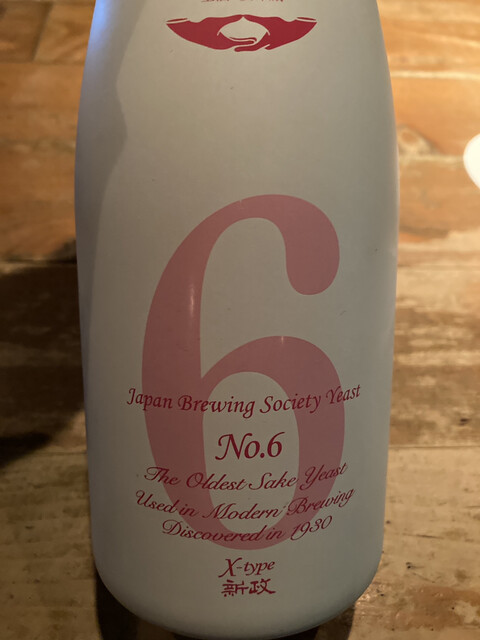 6
Japan Brewing Society Yeast
No.6
The Oldest Sake Yeast
Used in Modern Brewing
Discovered in 1930
X-type
新政